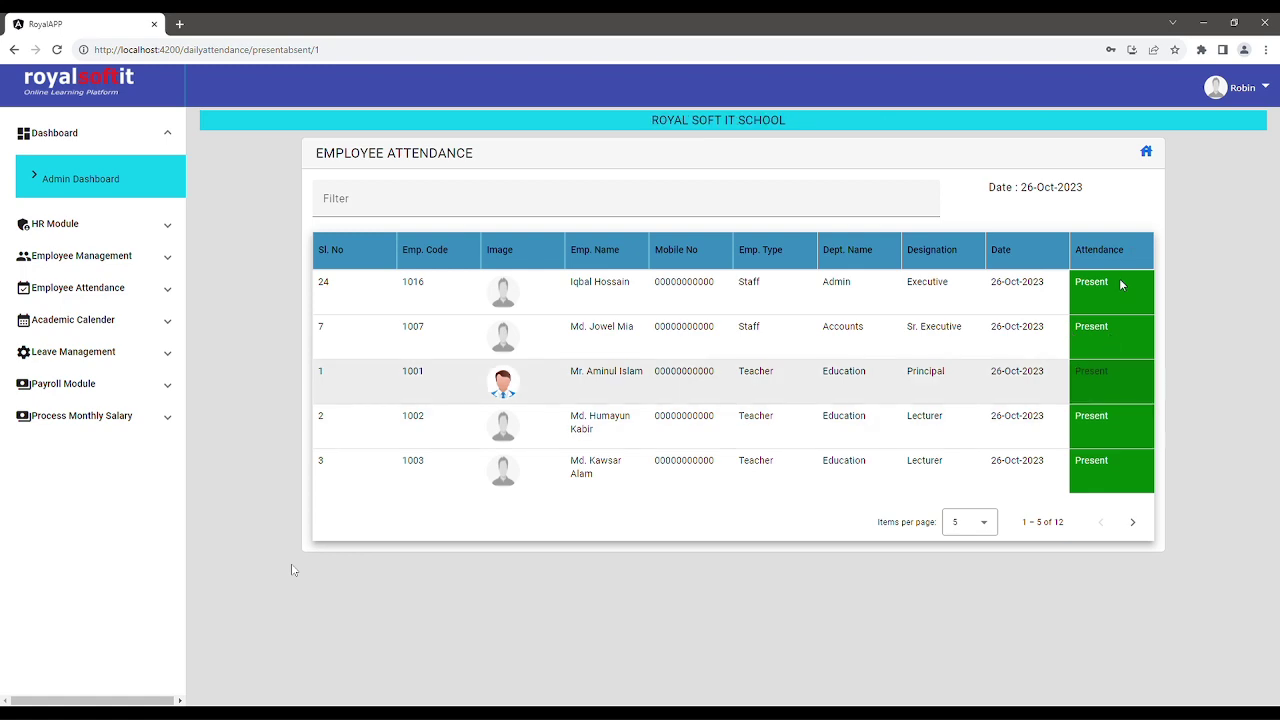 RoyalAPP
http://localhost:4200/dailyattendance/presentabsent/1
royalsoftit
Online Learning Platform
Robin
Dashboard
Admin Dashboard
HR Module
Employee Management
Employee Attendance
Academic Calender
Leave Management
Payroll Module
Process Monthly Salary
ROYAL SOFT IT SCHOOL
EMPLOYEE ATTENDANCE
Filter
Date : 26-Oct-2023
Sl. No Emp. Code Image Emp. Name Mobile No Emp. Type Dept. Name Designation Date Attendance
24 1016 Iqbal Hossain 00000000000 Staff Admin Executive 26-Oct-2023 Present
7 1007 Md. Jowel Mia 00000000000 Staff Accounts Sr. Executive 26-Oct-2023 Present
1 1001 Mr. Aminul Islam 00000000000 Teacher Education Principal 26-Oct-2023 Present
2 1002 Md. Humayun 00000000000 Teacher Education Lecturer 26-Oct-2023 Present
Kabir
3 1003 Md. Kawsar 00000000000 Teacher Education Lecturer 26-Oct-2023 Present
Alam
Items per page: 5 1 – 5 of 12